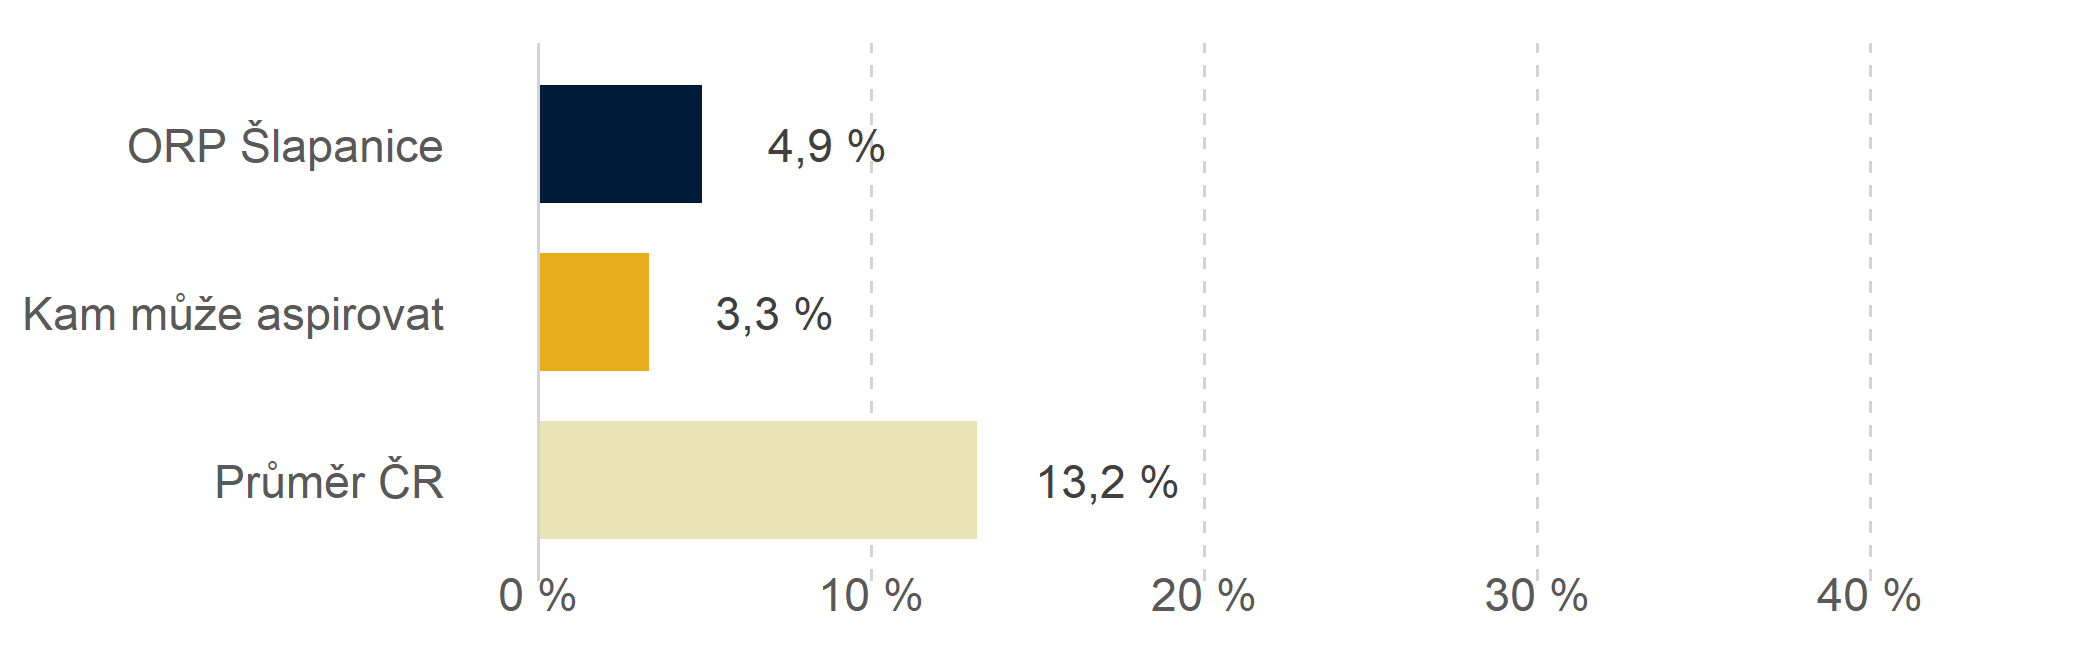 ORP Šlapanice
4,9 %
Kam může aspirovat
3,3 %
Průměr ČR
13,2 %
0 % 10 % 20 % 30 % 40 %